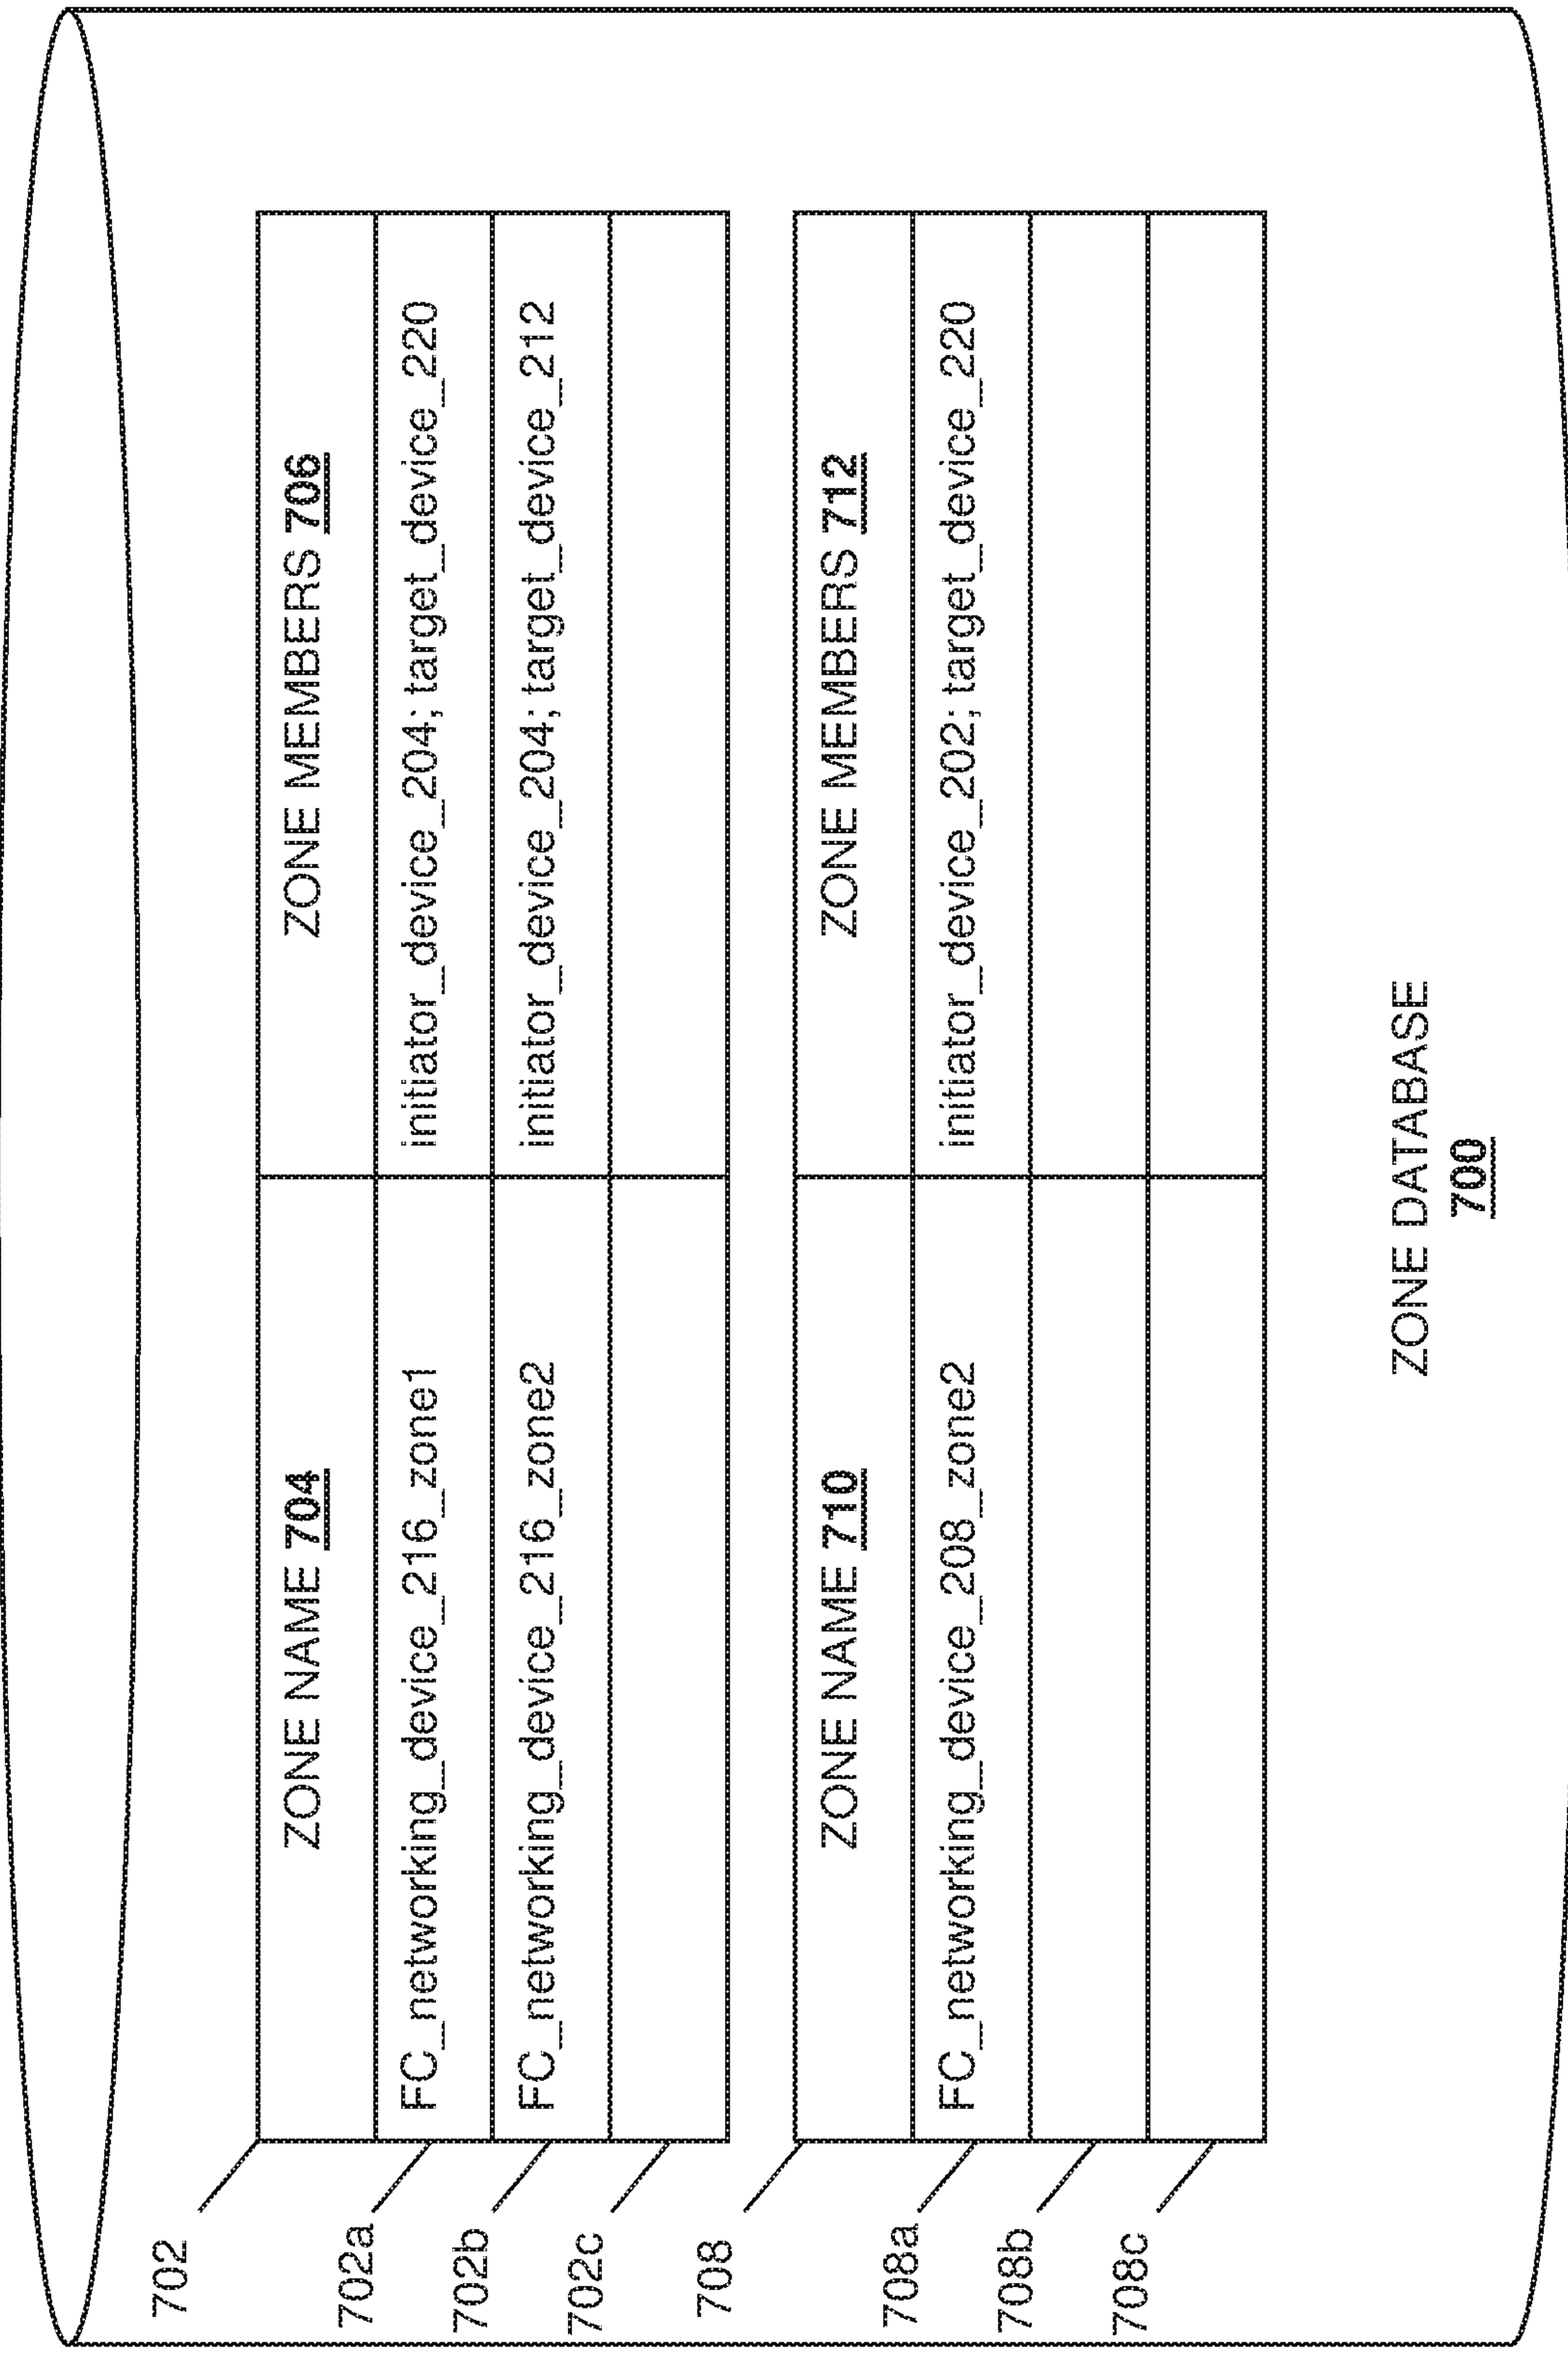 702
ZONE NAME 704
ZONE MEMBERS 706
702a
FC_networking_device_216_zone1
initiator_device_204; target_device_220
702b
FC_networking_device_216_zone2
initiator_device_204; target_device_212
702c
708
ZONE NAME 710
ZONE MEMBERS 712
708a
FC_networking_device_208_zone2
initiator_device_202; target_device_220
708b
708c
ZONE DATABASE
700